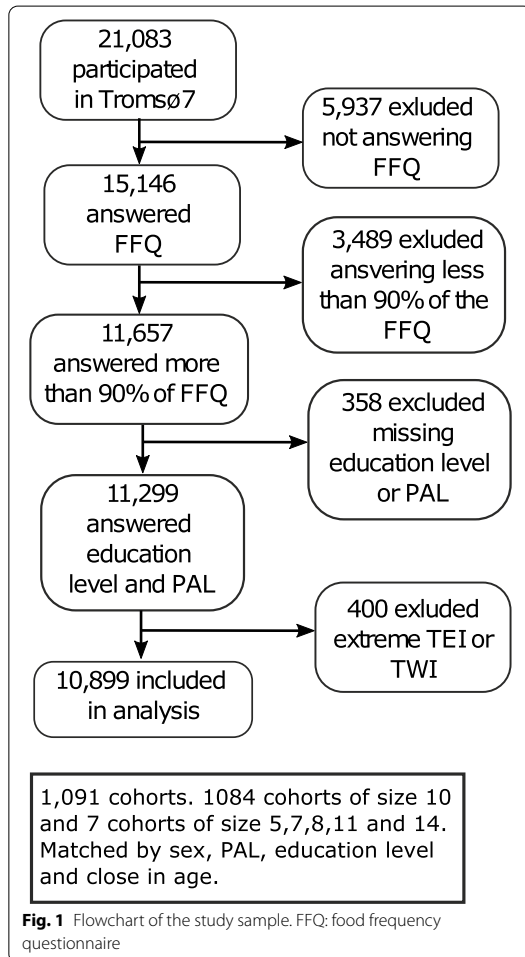 21,083
participated
in Tromsø7
5,937 exluded
not answering
FFQ
15,146
answered
FFQ
3,489 exluded
ansvering less
than 90% of the
FFQ
11,657
answered more
than 90% of FFQ
358 excluded
missing
education level
or PAL
11,299
answered
education
level and PAL
400 exluded
extreme TEI or
TWI
10,899 included
in analysis
1,091 cohorts. 1084 cohorts of size 10
and 7 cohorts of size 5,7,8,11 and 14.
Matched by sex, PAL, education level
and close in age.
Fig. 1 Flowchart of the study sample. FFQ: food frequency
questionnaire